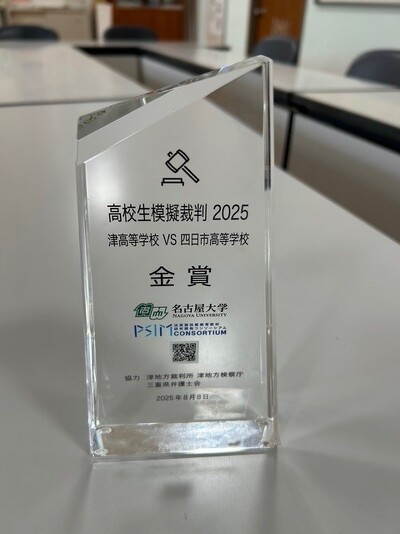 高校生模擬裁判 2025
津高等学校 VS 四日市高等学校
金賞
名古屋大学
NAGOYA UNIVERSITY
PSIM
CONSORTIUM
協力 津地方裁判所 津地方検察庁
三重県弁護士会
2025年8月8日